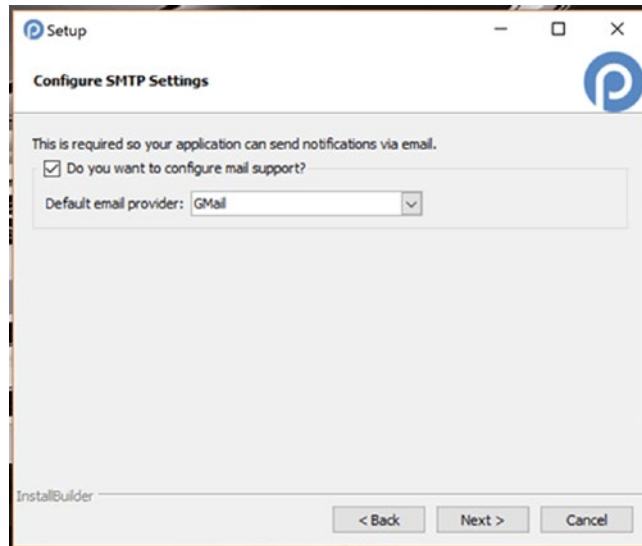 Setup
Configure SMTP Settings
This is required so your application can send notifications via email.
Do you want to configure mail support?
Default email provider: GMail
InstallBuilder
< Back Next > Cancel